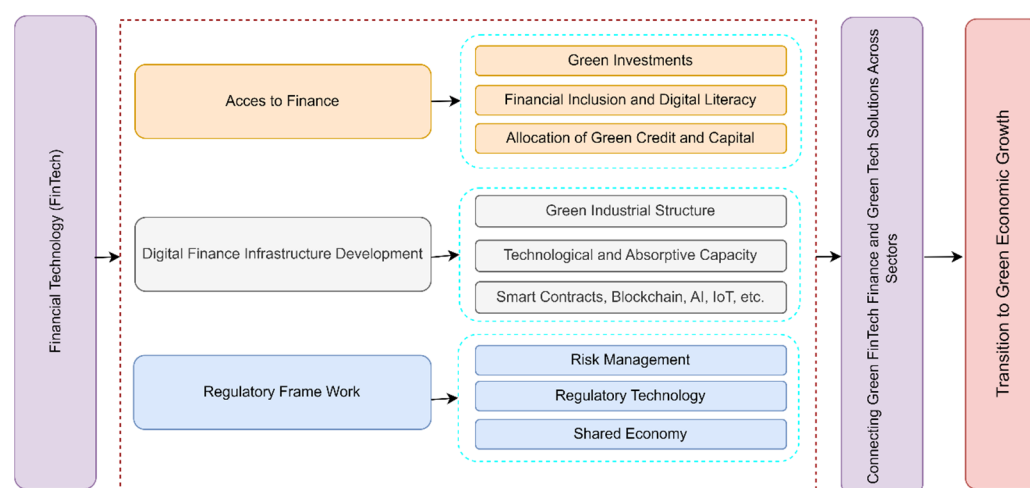 Financial Technology (FinTech)
Acces to Finance
Green Investments
Financial Inclusion and Digital Literacy
Allocation of Green Credit and Capital
Digital Finance Infrastructure Development
Green Industrial Structure
Technological and Absorptive Capacity
Smart Contracts, Blockchain, AI, IoT, etc.
Regulatory Frame Work
Risk Management
Regulatory Technology
Shared Economy
Connecting Green FinTech Finance and Green Tech Solutions Across
Sectors
Transition to Green Economic Growth